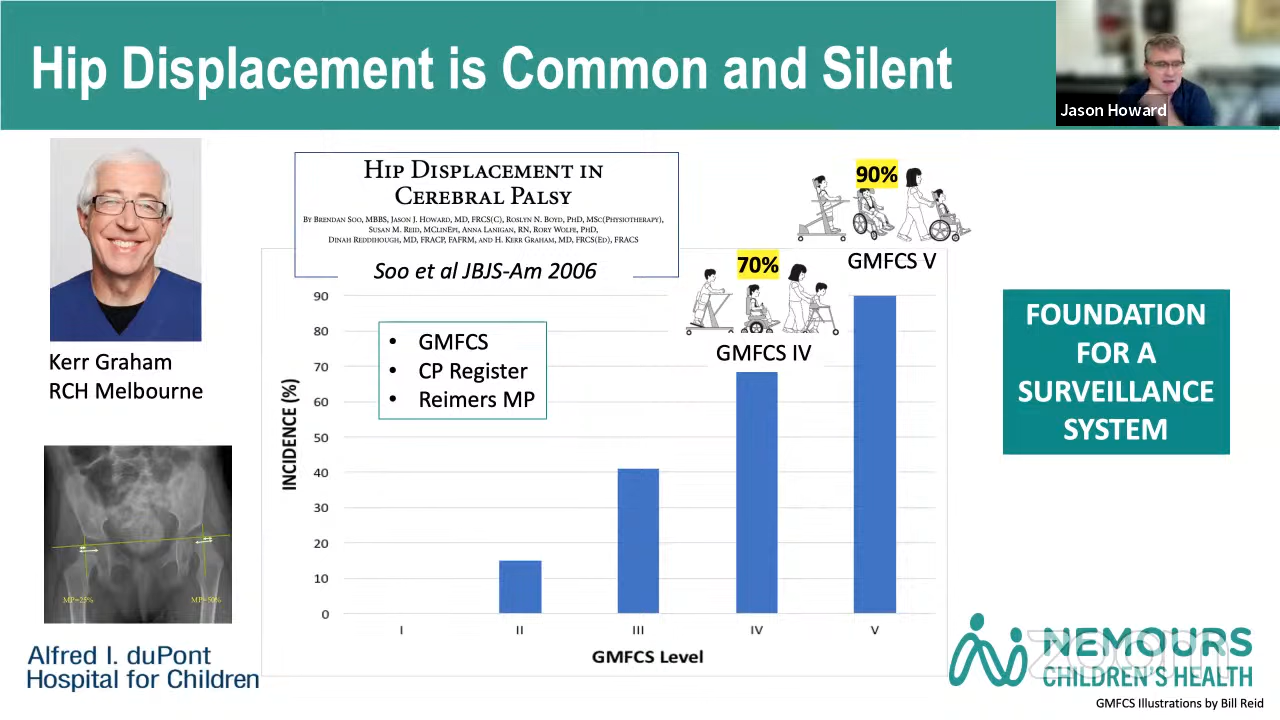 Hip Displacement is Common and Silent
Jason Howard
Kerr Graham
RCH Melbourne
HIP DISPLACEMENT IN
CEREBRAL PALSY
BY BRENDAN SOO, MBBS, JASON J. HOWARD, MD, FRCS(C), ROSLYN N. BOYD, PHD, MSC(PHYSIOTHERAPY),
SUSAN M. REID, MCLINEPI, ANNA LANIGAN, RN, RORY WOLFE, PHD,
DINAH REDDIHOUGH, MD, FRACP, FAFRM, AND H. KERR GRAHAM, MD, FRCS(ED), FRACS
Soo et al JBJS-Am 2006
• GMFCS
• CP Register
• Reimers MP
90%
GMFCS V
70%
GMFCS IV
INCIDENCE (%)
90
80
70
60
50
40
30
20
10
0
I II III IV V
GMFCS Level
FOUNDATION
FOR A
SURVEILLANCE
SYSTEM
MP=25% MP=50%
Alfred I. duPont
Hospital for Children
NEMOURS
CHILDREN'S HEALTH
zoom
GMFCS Illustrations by Bill Reid